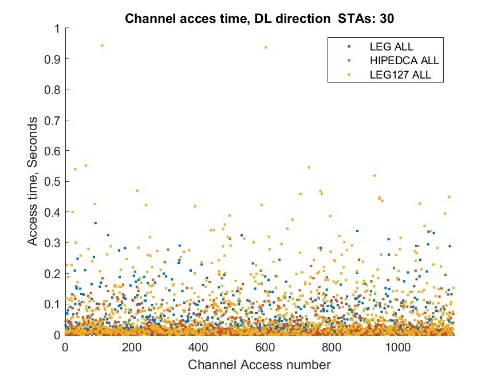 Channel acces time, DL direction  STAs: 30
1
0.9
0.8
0.7
0.6
0.5
0.4
0.3
0.2
0.1
0
Access time, Seconds
LEG ALL
HIPEDCA ALL
LEG127 ALL
0 200 400 600 800 1000
Channel Access number